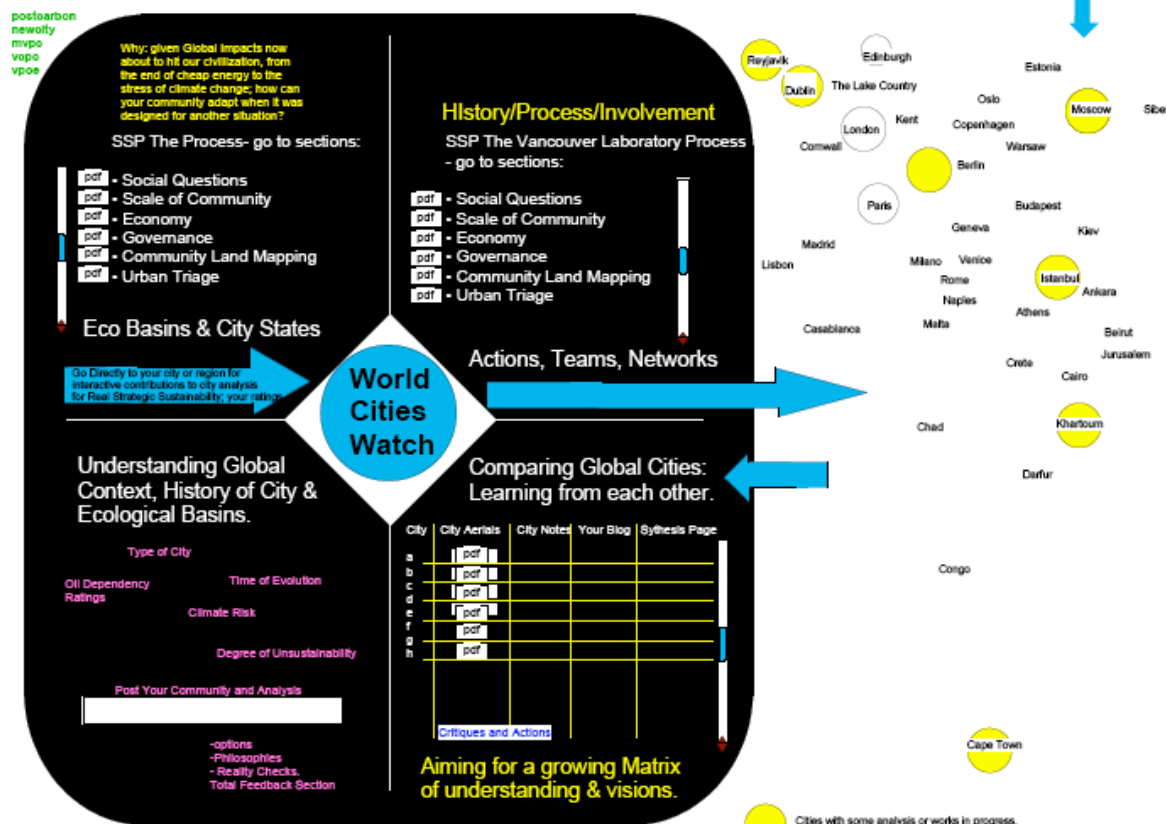 postoarbon
newolty
mvpo
vopo
vpoe
Why: given Global Impacts now
about to hit our civilization, from
the end of cheap energy to the
stress of climate change; how can
your community adapt when it was
designed for another situation?
SSP The Process- go to sections:
pdf - Social Questions
pdf - Scale of Community
pdf - Economy
pdf - Governance
pdf - Community Land Mapping
pdf - Urban Triage
Eco Basins & City States
Go Directly to your city or region for
interactive contributions to city analysis
for Real Strategic Sustainability; your ratings
HIstory/Process/Involvement
SSP The Vancouver Laboratory Process
- go to sections:
pdf - Social Questions
pdf - Scale of Community
pdf - Economy
pdf - Governance
pdf - Community Land Mapping
pdf - Urban Triage
Actions, Teams, Networks
World
Cities
Watch
Understanding Global
Context, History of City &
Ecological Basins.
Type of City
Oil Dependency
Ratings
Time of Evolution
Climate Risk
Degree of Unsustainability
Post Your Community and Analysis
-options
-Philosophies
- Reality Checks.
Total Feedback Section
Comparing Global Cities:
Learning from each other.
City City Aerials City Notes Your Blog Sythesis Page
a pdf
b pdf
c
d pdf
e pdf
f pdf
g
h pdf
Critiques and Actions
Aiming for a growing Matrix
of understanding & visions.
Reyjavik
Edinburgh
Estonia
Dublin
The Lake Country
Oslo
Moscow
Sibe
London
Kent
Copenhagen
Cornwall
Warsaw
Berlin
Paris
Budapest
Geneva
Kiev
Madrid
Lisbon
Milano
Venice
Rome
Istanbul
Ankara
Naples
Athens
Malta
Casablanca
Beirut
Jurusalem
Crete
Cairo
Chad
Khartoum
Darfur
Congo
Cape Town
Cities with some analysis or works in progress.